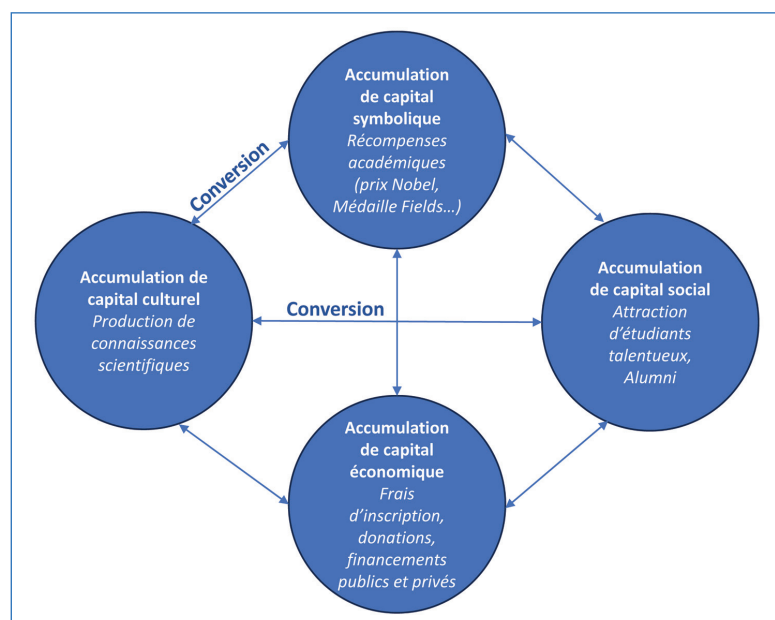 Accumulation
de capital
symbolique
Récompenses
académiques
(prix Nobel,
Médaille Fields…)
Conversion
Accumulation de
capital culturel
Production de
connaissances
scientifiques
Conversion
Accumulation
de capital social
Attraction
d’étudiants
talentueux,
Alumni
Accumulation
de capital
économique
Frais
d’inscription,
donations,
financements
publics et privés